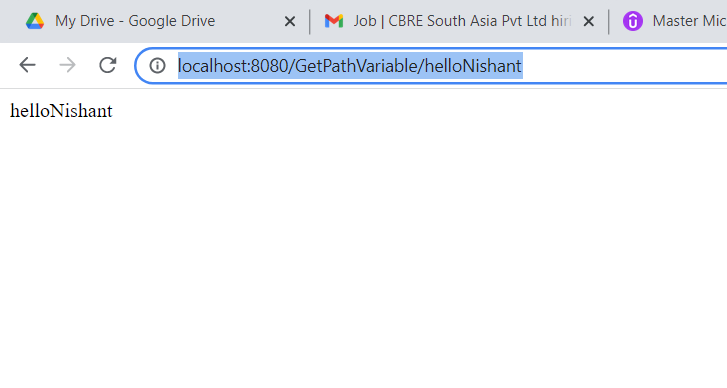 My Drive - Google Drive
Job | CBRE South Asia Pvt Ltd hiri
Master Mic
localhost:8080/GetPathVariable/helloNishant
helloNishant